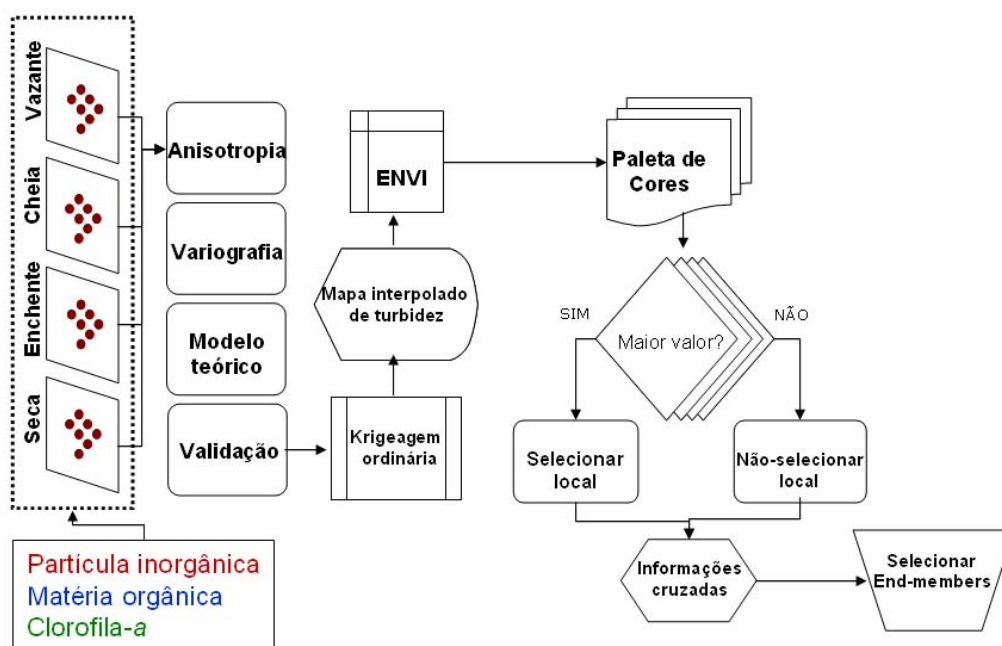 Vazante
Cheia
Enchente
Seca
Anisotropia
Variografia
Modelo
teórico
Validação
ENVI
Mapa interpolado
de turbidez
Krigeagem
ordinária
Paleta de
Cores
SIM
NÃO
Maior valor?
Selecionar
local
Não-selecionar
local
Informações
cruzadas
Selecionar
End-members
Partícula inorgânica
Matéria orgânica
Clorofila-a